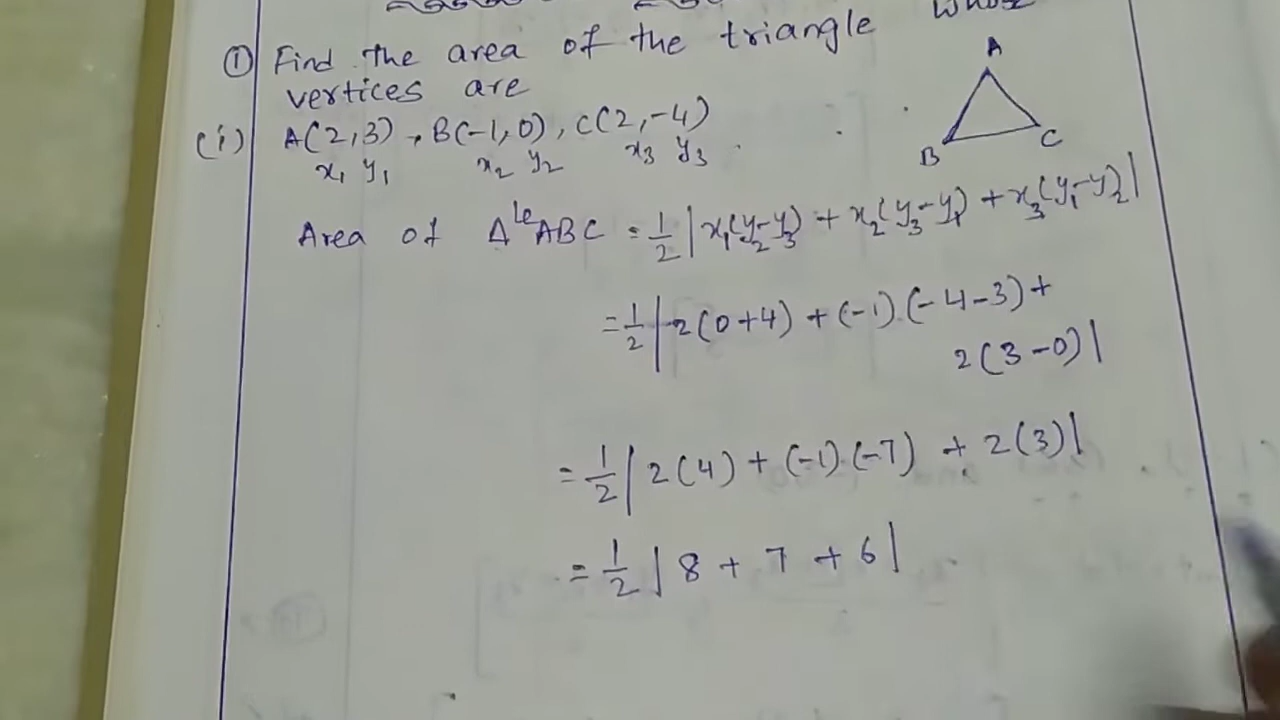 ① Find the area of the triangle whose
vertices are
(i) A(2,3), B(-1,0), C(2,-4)
x₁ y₁ x₂ y₂ x₃ y₃
A
B
C
Area of Δˡᵉ ABC = 1/2 |x₁(y₂-y₃) + x₂(y₃-y₁) + x₃(y₁-y₂)|
= 1/2 |2(0+4) + (-1)(-4-3) +
2(3-0)|
= 1/2 |2(4) + (-1)(-7) + 2(3)|
= 1/2 |8 + 7 + 6|